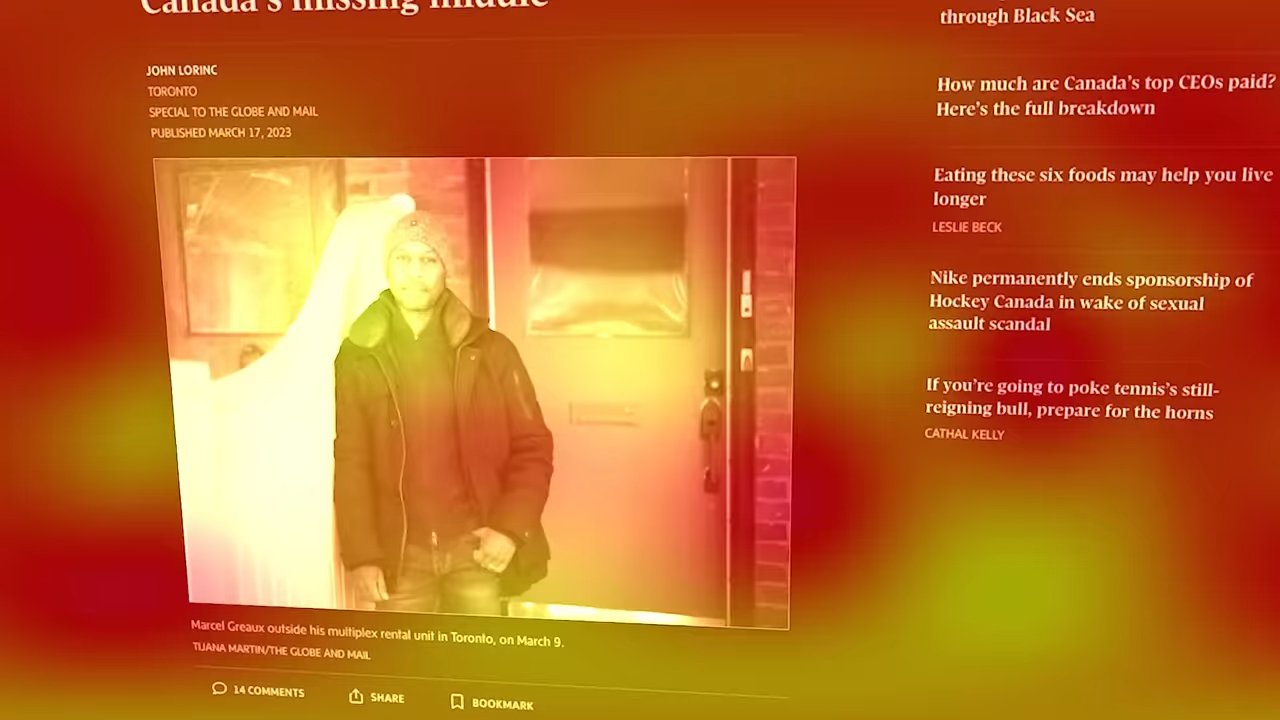 Canada's missing middle
JOHN LORINC
TORONTO
SPECIAL TO THE GLOBE AND MAIL
PUBLISHED MARCH 17, 2023
Marcel Greaux outside his multiplex rental unit in Toronto, on March 9.
TIJANA MARTIN/THE GLOBE AND MAIL
14 COMMENTS
SHARE
BOOKMARK
through Black Sea
How much are Canada's top CEOs paid?
Here's the full breakdown
Eating these six foods may help you live
longer
LESLIE BECK
Nike permanently ends sponsorship of
Hockey Canada in wake of sexual
assault scandal
If you're going to poke tennis's still-
reigning bull, prepare for the horns
CATHAL KELLY